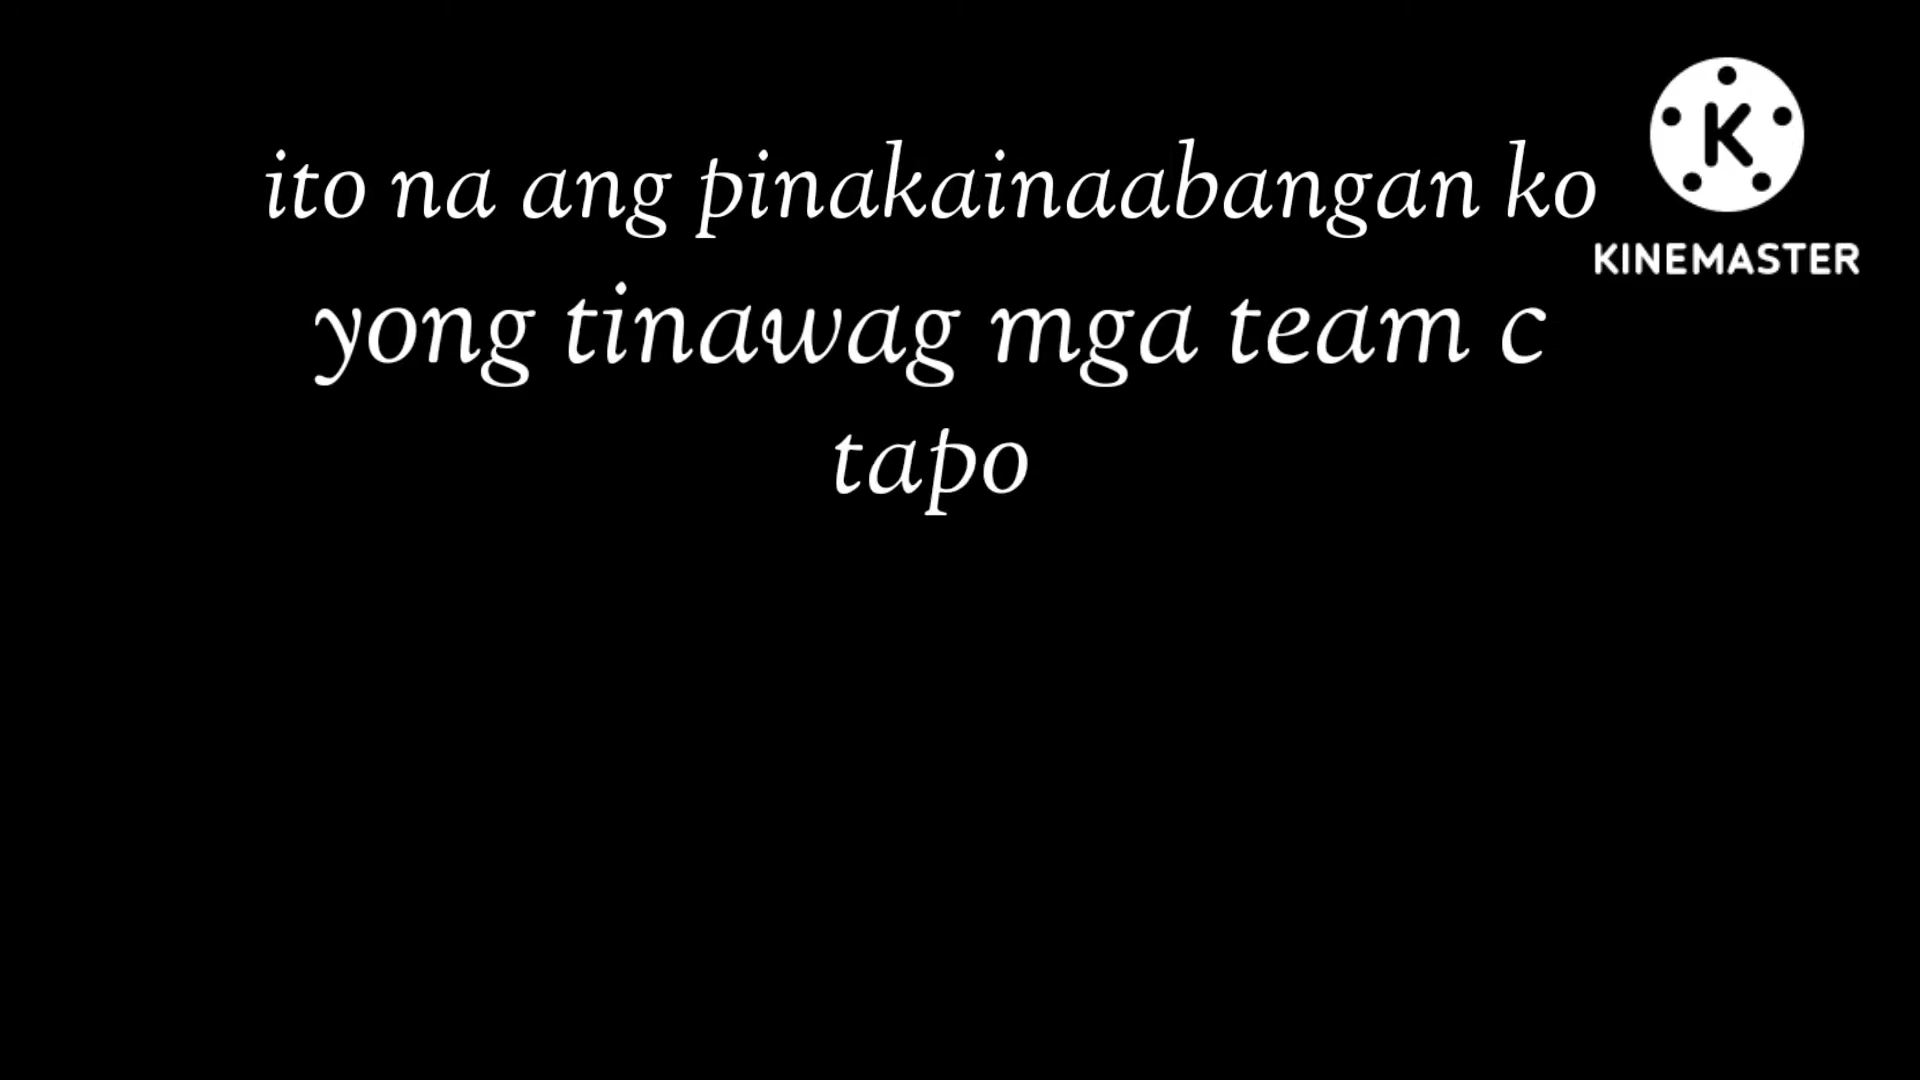 ito na ang pinakainaabangan ko
yong tinawag mga team c
tapo
K
KINEMASTER